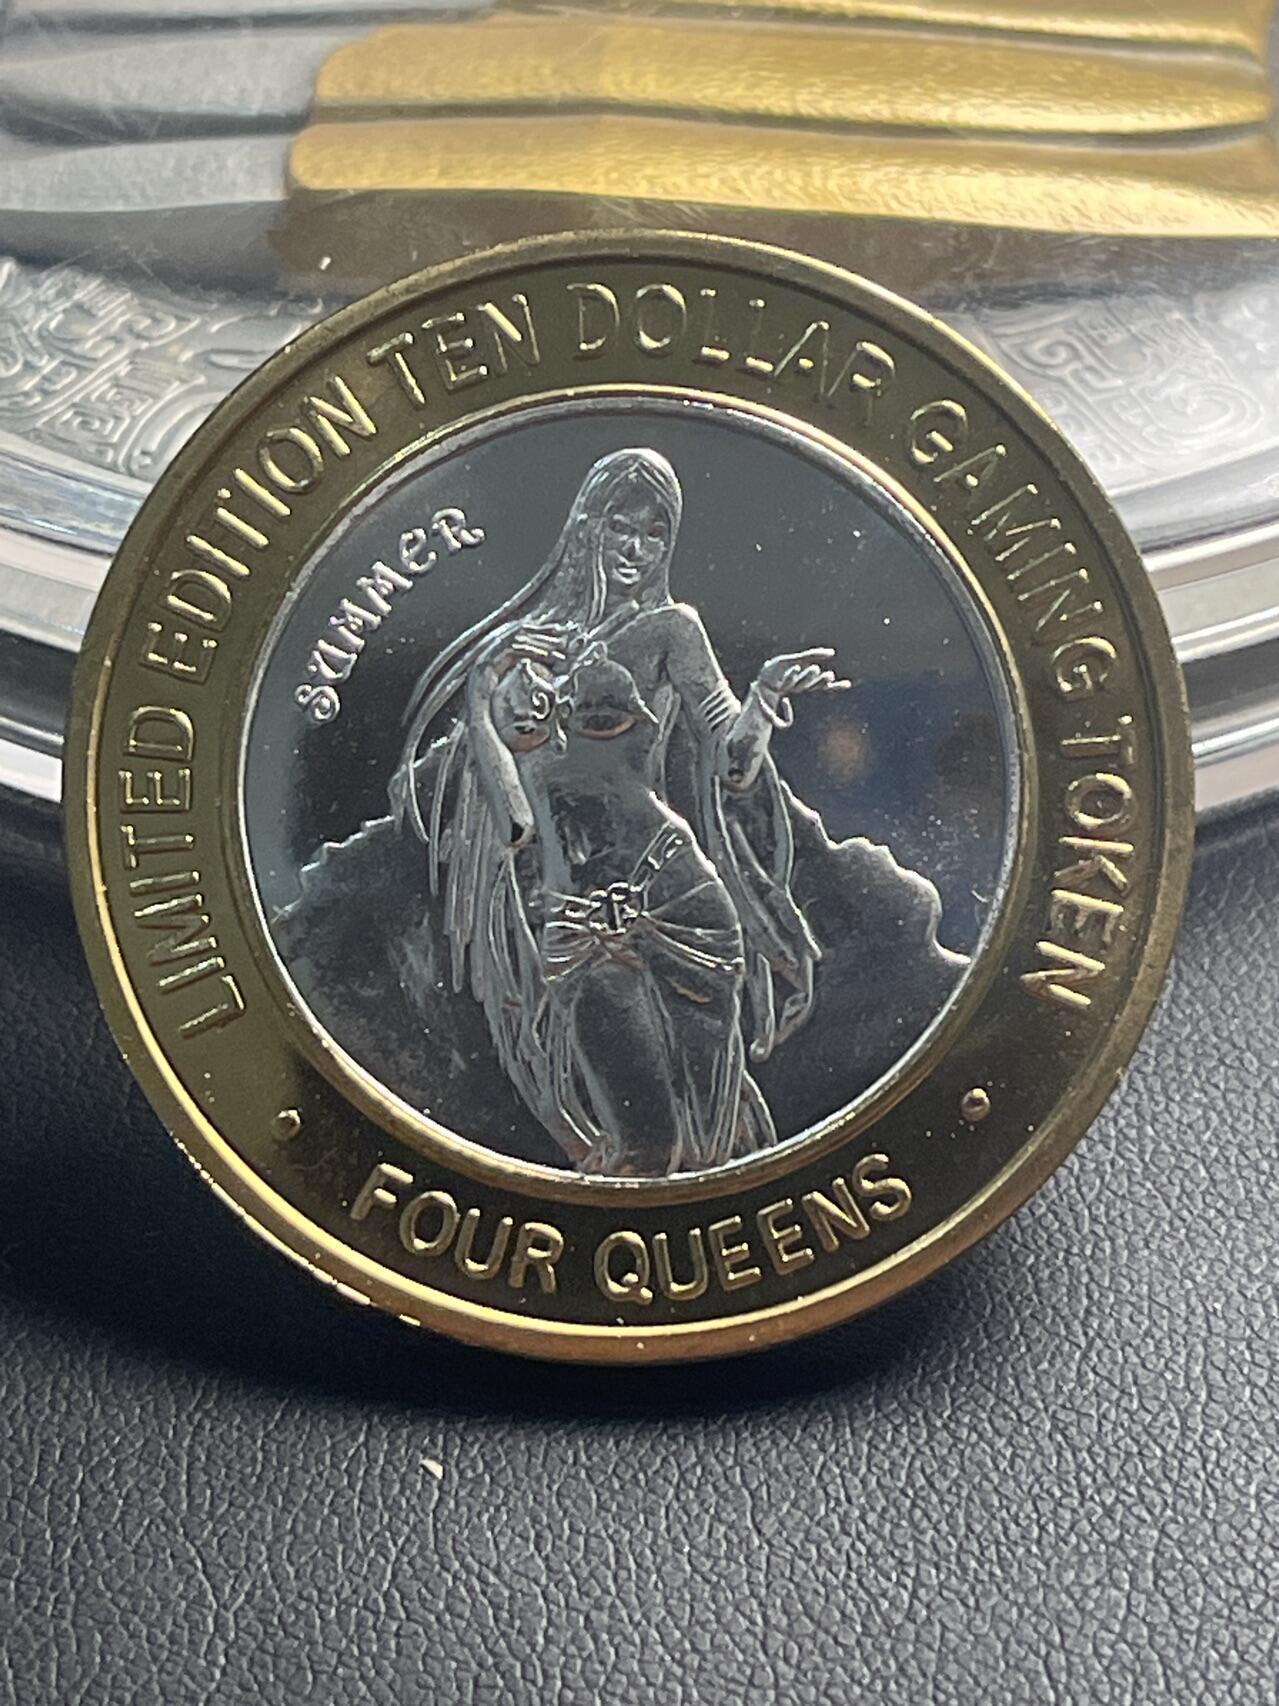 LIMITED EDITION TEN DOLLAR GAMING TOKEN
SUMMER
• FOUR QUEENS •